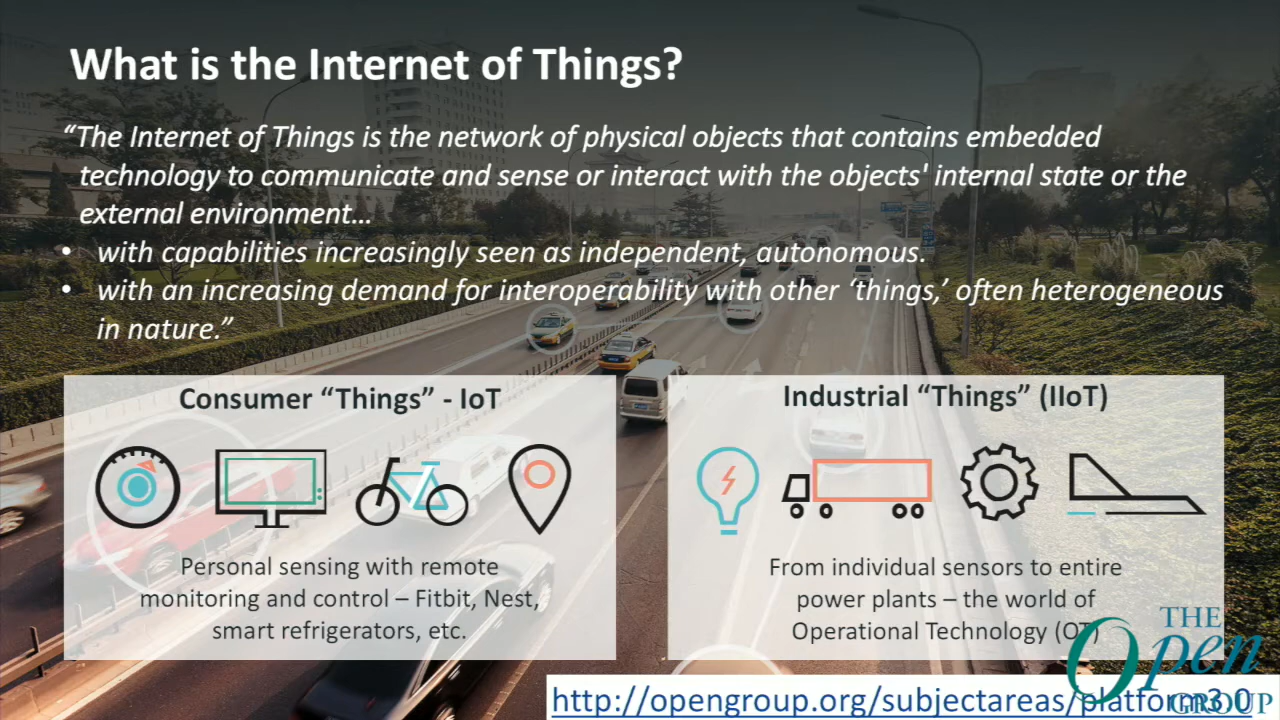 What is the Internet of Things?
“The Internet of Things is the network of physical objects that contains embedded
technology to communicate and sense or interact with the objects' internal state or the
external environment…
• with capabilities increasingly seen as independent, autonomous.
• with an increasing demand for interoperability with other ‘things,’ often heterogeneous
in nature.”
Consumer “Things” - IoT
Personal sensing with remote
monitoring and control – Fitbit, Nest,
smart refrigerators, etc.
Industrial “Things” (IIoT)
From individual sensors to entire
power plants – the world of
Operational Technology (OT)
http://opengroup.org/subjectareas/platform3.0
THE
Open
GROUP